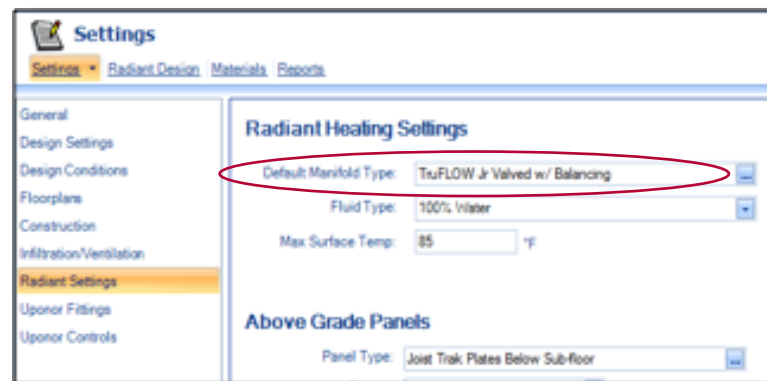 Settings
Settings Radiant Design Materials Reports
General
Design Settings
Design Conditions
Floorplans
Construction
Infiltration/Ventilation
Radiant Settings
Uponor Fittings
Uponor Controls
Radiant Heating Settings
Default Manifold Type: TruFLOW Jr Valved w/ Balancing ...
Fluid Type: 100% Water
Max Surface Temp: 85 °F
Above Grade Panels
Panel Type: Joist Trak Plates Below Sub-floor ...